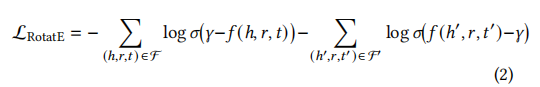 ℒ_RotatE = − ∑_{(h,r,t)∈ℱ} log σ(γ−f(h, r, t)) − ∑_{(h′,r,t′)∈ℱ′} log σ(f(h′, r, t′)−γ)
(2)